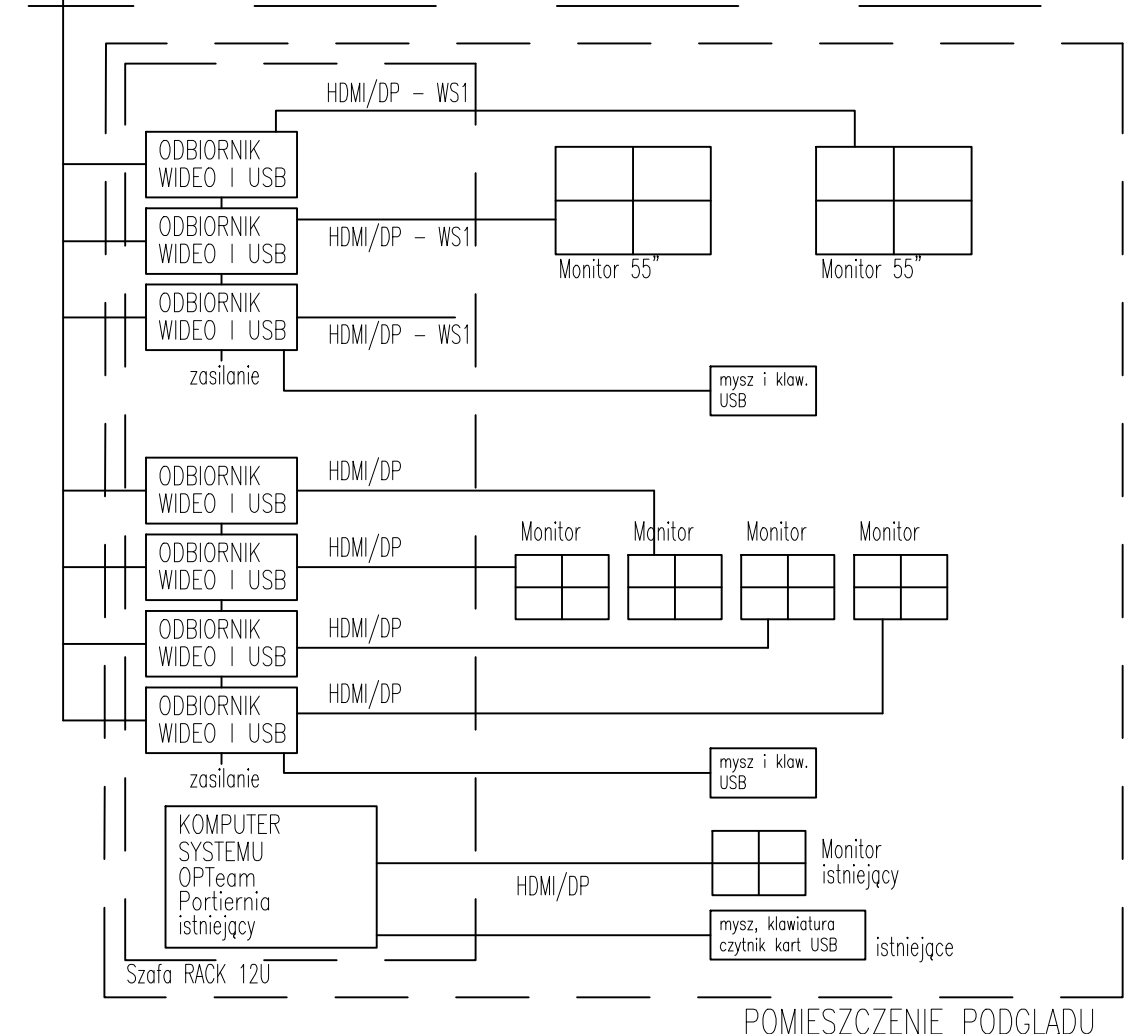 HDMI/DP – WS1
ODBIORNIK
WIDEO I USB
ODBIORNIK
WIDEO I USB
HDMI/DP – WS1
Monitor 55"
Monitor 55"
ODBIORNIK
WIDEO I USB
HDMI/DP – WS1
zasilanie
mysz i klaw.
USB
ODBIORNIK
WIDEO I USB
HDMI/DP
Monitor
Monitor
Monitor
Monitor
ODBIORNIK
WIDEO I USB
HDMI/DP
ODBIORNIK
WIDEO I USB
HDMI/DP
ODBIORNIK
WIDEO I USB
HDMI/DP
zasilanie
mysz i klaw.
USB
KOMPUTER
SYSTEMU
OPTeam
Portiernia
istniejący
HDMI/DP
Monitor
istniejący
mysz, klawiatura
czytnik kart USB
istniejące
Szafa RACK 12U
POMIESZCZENIE PODGLĄDU